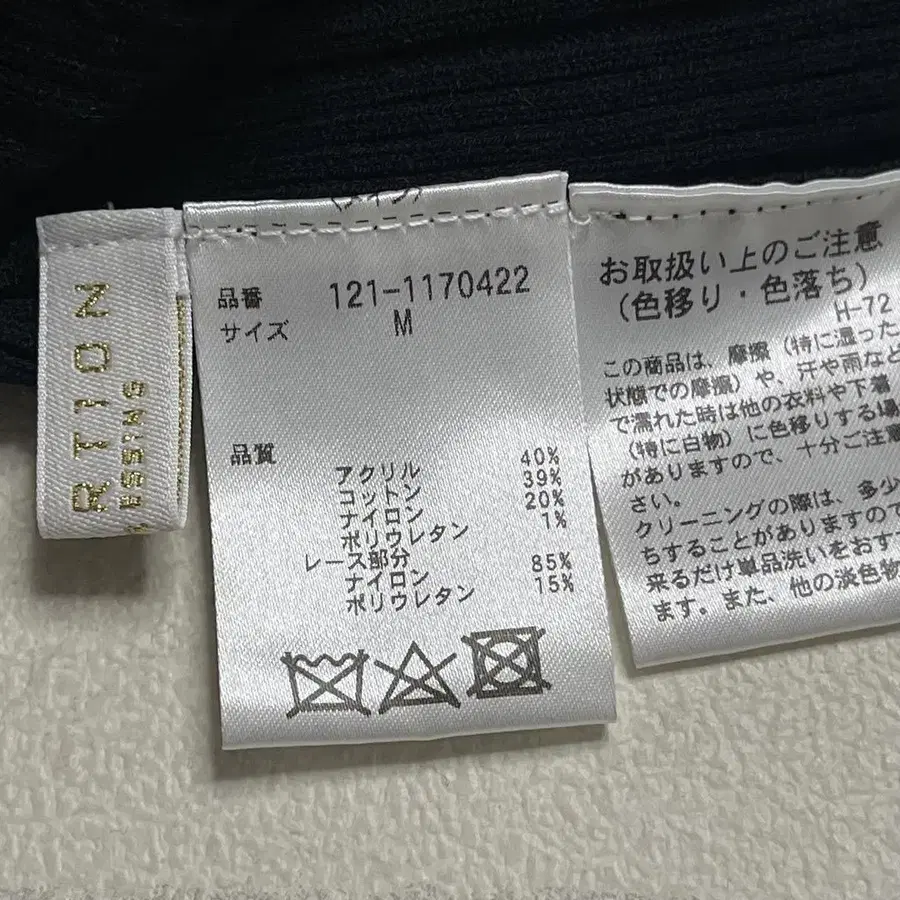 RTION
品番 121-1170422
サイズ M
品質
アクリル 40%
コットン 39%
ナイロン 20%
ポリウレタン 1%
レース部分
ナイロン 85%
ポリウレタン 15%
お取扱い上のご注意
(色移り・色落ち)
H-72
この商品は、摩擦(特に湿った
状態での摩擦)や、汗や雨など
で濡れた時は他の衣料や下着
(特に白物)に色移りする場
がありますので、十分ご注意
さい。
クリーニングの際は、多少
ちすることがありますので
来るだけ単品洗いをおす
ます。また、他の淡色物